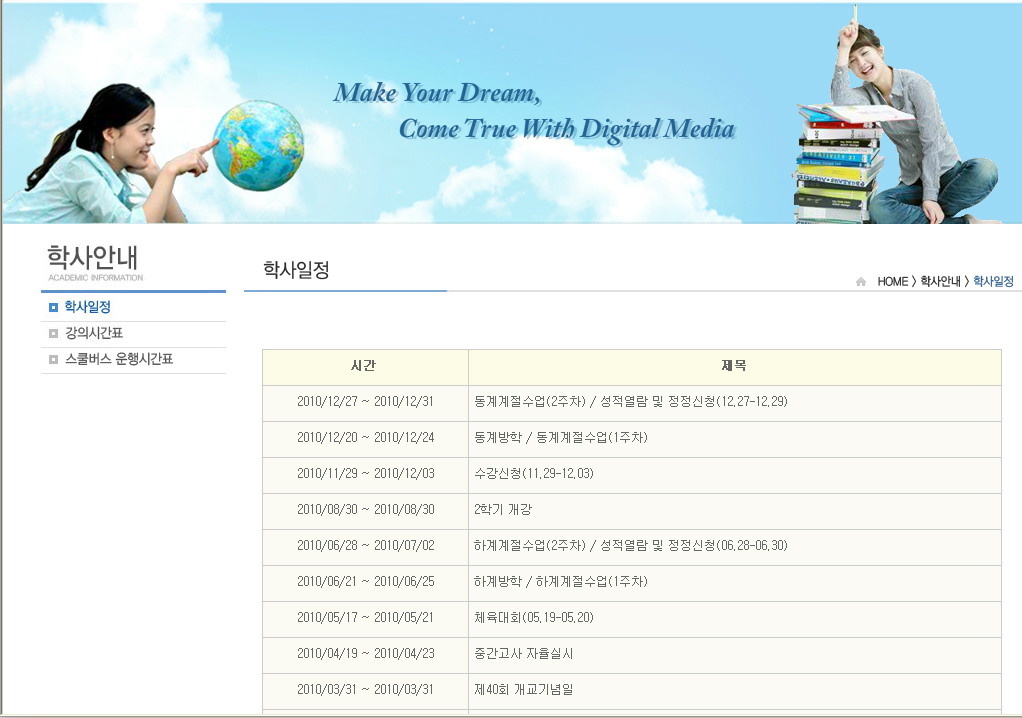 Make Your Dream,
Come True With Digital Media
학사안내
ACADEMIC INFORMATION
학사일정
강의시간표
스쿨버스 운행시간표
학사일정
HOME > 학사안내 > 학사일정
시간 제목
2010/12/27 ~ 2010/12/31 동계계절수업(2주차) / 성적열람 및 정정신청(12.27-12.29)
2010/12/20 ~ 2010/12/24 동계방학 / 동계계절수업(1주차)
2010/11/29 ~ 2010/12/03 수강신청(11.29-12.03)
2010/08/30 ~ 2010/08/30 2학기 개강
2010/06/28 ~ 2010/07/02 하계계절수업(2주차) / 성적열람 및 정정신청(06.28-06.30)
2010/06/21 ~ 2010/06/25 하계방학 / 하계계절수업(1주차)
2010/05/17 ~ 2010/05/21 체육대회(05.19-05.20)
2010/04/19 ~ 2010/04/23 중간고사 자율실시
2010/03/31 ~ 2010/03/31 제40회 개교기념일